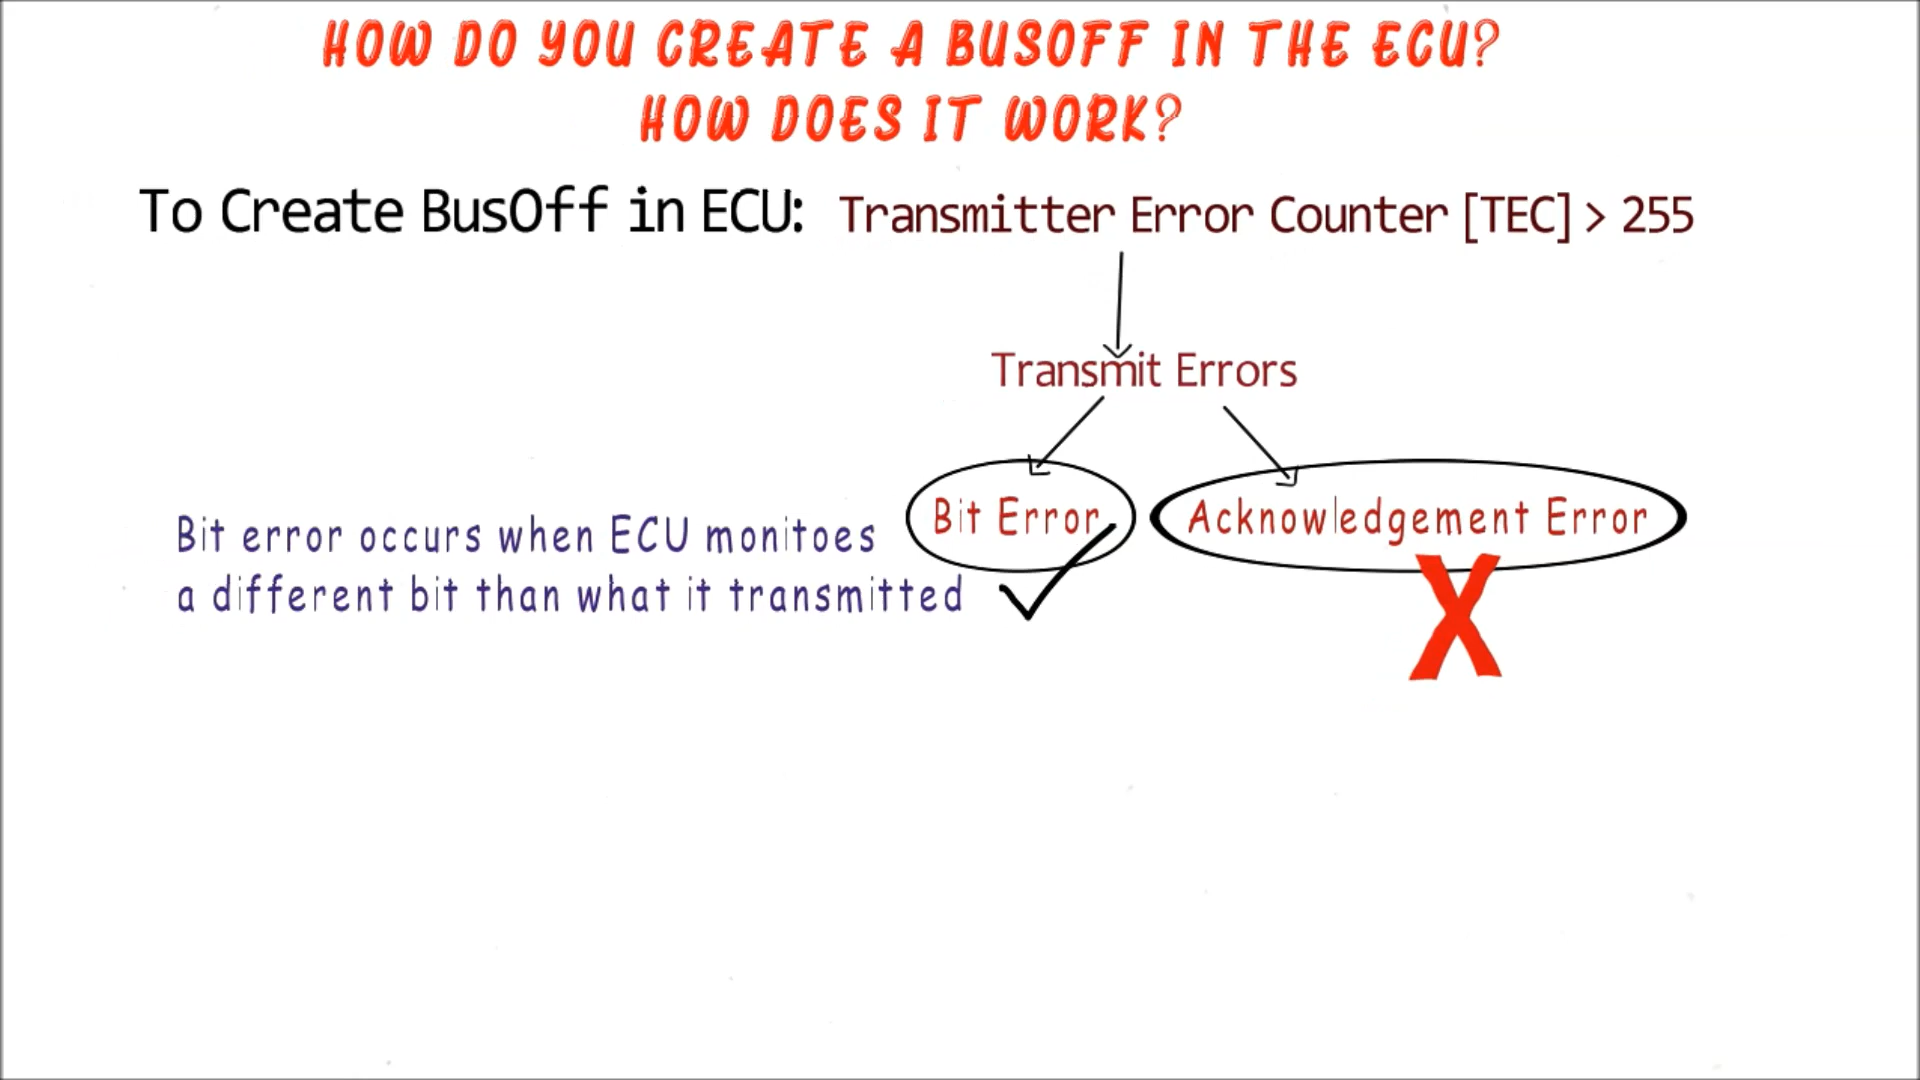 HOW DO YOU CREATE A BUSOFF IN THE ECU?
HOW DOES IT WORK?
To Create BusOff in ECU: Transmitter Error Counter [TEC] > 255
Transmit Errors
Bit Error Acknowledgement Error
Bit error occurs when ECU monitoes
a different bit than what it transmitted
X